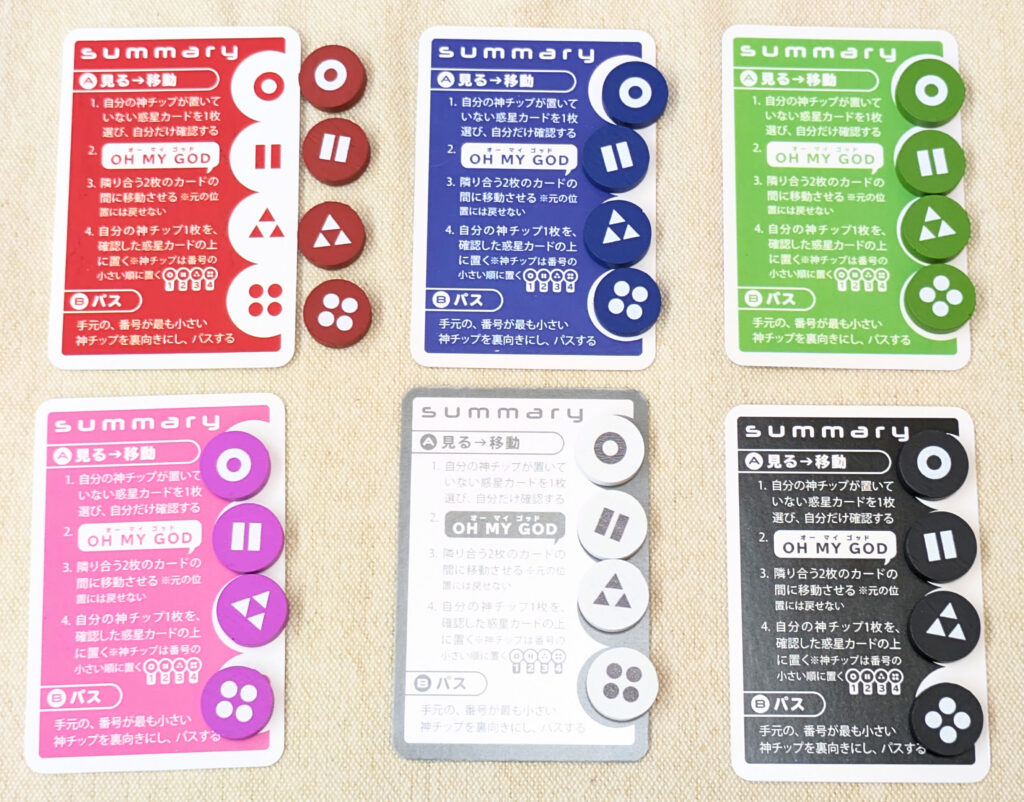 summary
A 見る→移動
1. 自分の神チップが置いて
いない惑星カードを1枚
選び、自分だけ確認する
オー マイ ゴッド
2. OH MY GOD
3. 隣り合う2枚のカードの
間に移動させる ※元の位
置には戻せない
4. 自分の神チップ1枚を、
確認した惑星カードの上
に置く※神チップは番号の
小さい順に置く
1 2 3 4
B パス
手元の、番号が最も小さい
神チップを裏向きにし、パスする
summary
A 見る→移動
1. 自分の神チップが置いて
いない惑星カードを1枚
選び、自分だけ確認する
オー マイ ゴッド
2. OH MY GOD
3. 隣り合う2枚のカードの
間に移動させる ※元の位
置には戻せない
4. 自分の神チップ1枚を、
確認した惑星カードの上
に置く※神チップは番号の
小さい順に置く
1 2 3 4
B パス
手元の、番号が最も小さい
神チップを裏向きにし、パスする
summary
A 見る→移動
1. 自分の神チップが置いて
いない惑星カードを1枚
選び、自分だけ確認する
オー マイ ゴッド
2. OH MY GOD
3. 隣り合う2枚のカードの
間に移動させる ※元の位
置には戻せない
4. 自分の神チップ1枚を、
確認した惑星カードの上
に置く※神チップは番号の
小さい順に置く
1 2 3 4
B パス
手元の、番号が最も小さい
神チップを裏向きにし、パスする
summary
A 見る→移動
1. 自分の神チップが置いて
いない惑星カードを1枚
選び、自分だけ確認する
オー マイ ゴッド
2. OH MY GOD
3. 隣り合う2枚のカードの
間に移動させる ※元の位
置には戻せない
4. 自分の神チップ1枚を、
確認した惑星カードの上
に置く※神チップは番号の
小さい順に置く
1 2 3 4
B パス
手元の、番号が最も小さい
神チップを裏向きにし、パスする
summary
A 見る→移動
1. 自分の神チップが置いて
いない惑星カードを1枚
選び、自分だけ確認する
オー マイ ゴッド
2. OH MY GOD
3. 隣り合う2枚のカードの
間に移動させる ※元の位
置には戻せない
4. 自分の神チップ1枚を、
確認した惑星カードの上
に置く※神チップは番号の
小さい順に置く
1 2 3 4
B パス
手元の、番号が最も小さい
神チップを裏向きにし、パスする
summary
A 見る→移動
1. 自分の神チップが置いて
いない惑星カードを1枚
選び、自分だけ確認する
オー マイ ゴッド
2. OH MY GOD
3. 隣り合う2枚のカードの
間に移動させる ※元の位
置には戻せない
4. 自分の神チップ1枚を、
確認した惑星カードの上
に置く※神チップは番号の
小さい順に置く
1 2 3 4
B パス
手元の、番号が最も小さい
神チップを裏向きにし、パスする